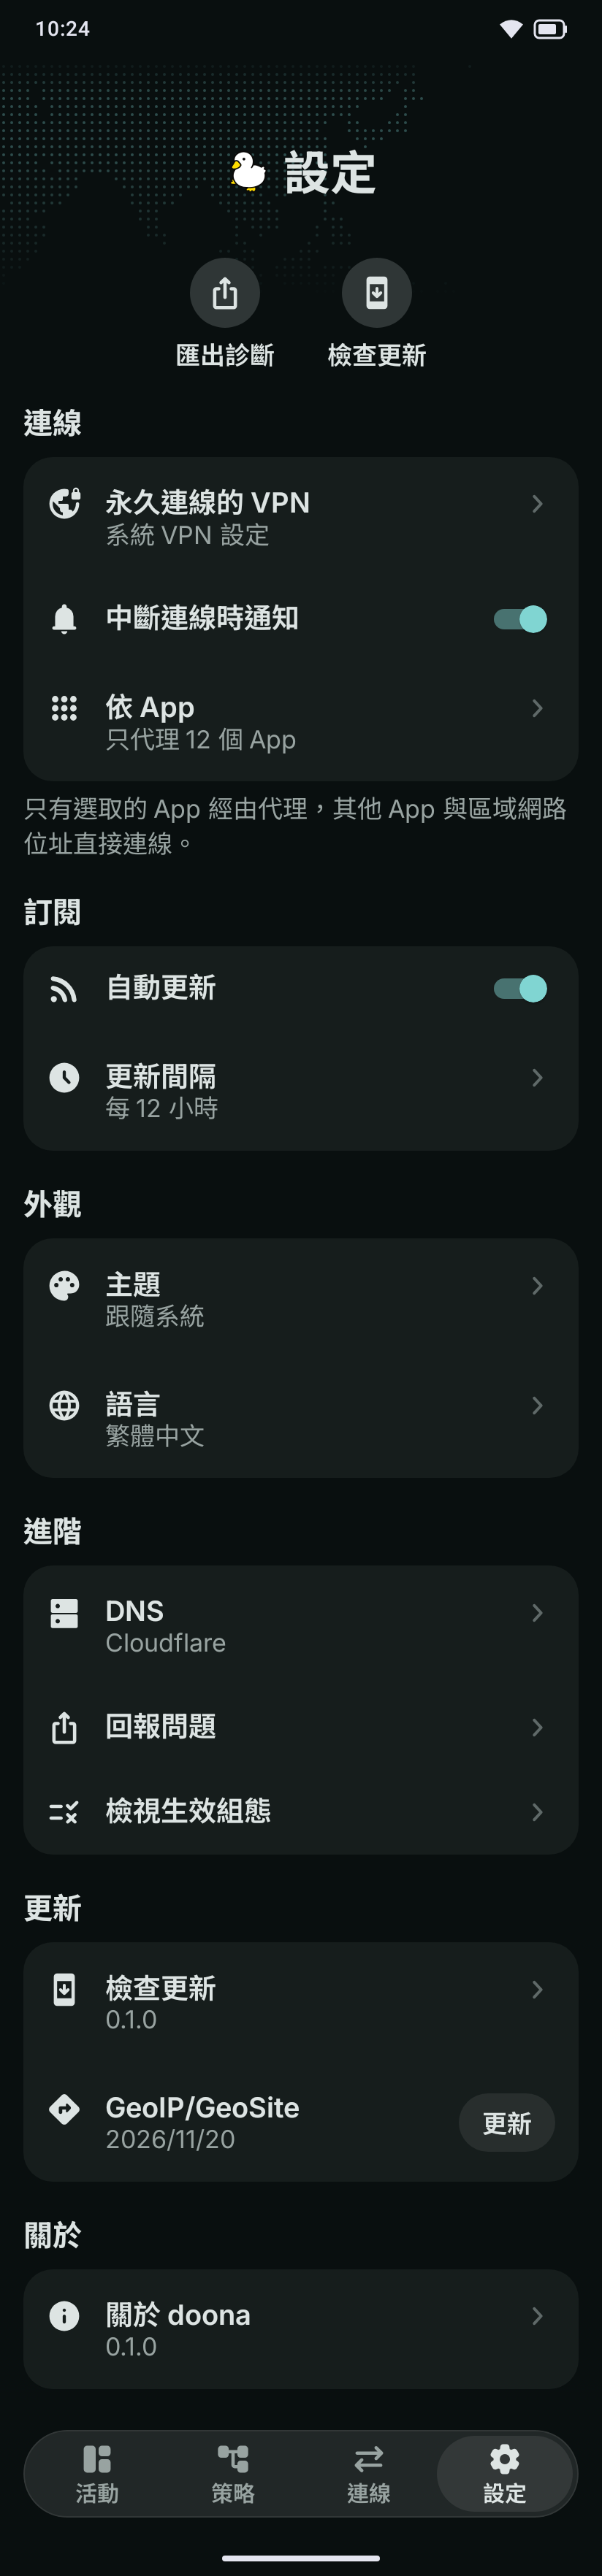 10:24
設定
匯出診斷
檢查更新
連線
永久連線的 VPN
系統 VPN 設定
中斷連線時通知
依 App
只代理 12 個 App
只有選取的 App 經由代理，其他 App 與區域網路
位址直接連線。
訂閱
自動更新
更新間隔
每 12 小時
外觀
主題
跟隨系統
語言
繁體中文
進階
DNS
Cloudflare
回報問題
檢視生效組態
更新
檢查更新
0.1.0
GeoIP/GeoSite
2026/11/20
更新
關於
關於 doona
0.1.0
活動
策略
連線
設定